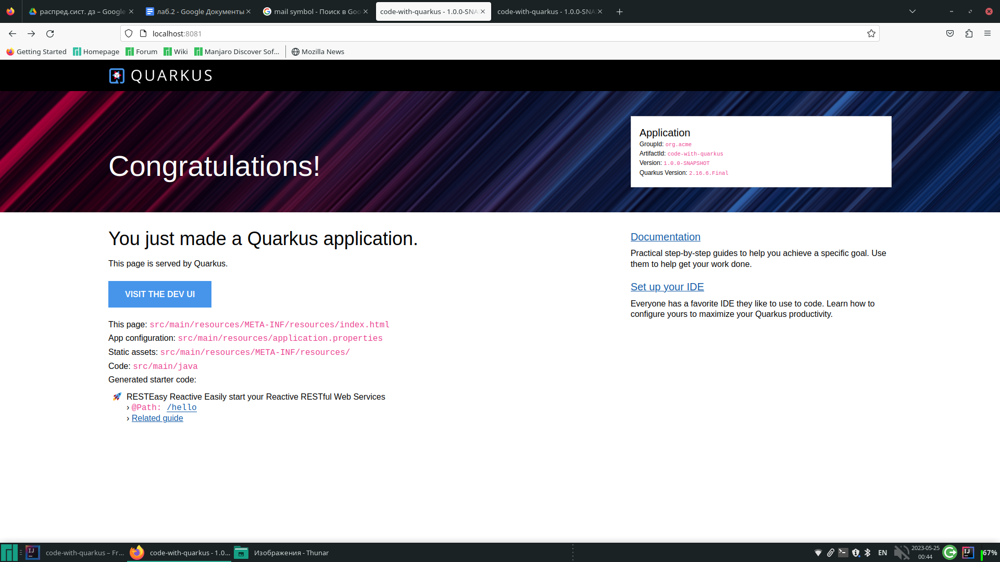 распред.сист. дз – Google
лаб.2 - Google Документы
mail symbol - Поиск в Goo
code-with-quarkus - 1.0.0-SNA
code-with-quarkus - 1.0.0-SNA
localhost:8081
Getting Started
Homepage
Forum
Wiki
Manjaro Discover Sof...
Mozilla News
QUARKUS
Congratulations!
Application
GroupId: org.acme
ArtifactId: code-with-quarkus
Version: 1.0.0-SNAPSHOT
Quarkus Version: 2.16.6.Final
You just made a Quarkus application.
This page is served by Quarkus.
VISIT THE DEV UI
This page: src/main/resources/META-INF/resources/index.html
App configuration: src/main/resources/application.properties
Static assets: src/main/resources/META-INF/resources/
Code: src/main/java
Generated starter code:
🚀 RESTEasy Reactive Easily start your Reactive RESTful Web Services
› @Path: /hello
› Related guide
Documentation
Practical step-by-step guides to help you achieve a specific goal. Use
them to help get your work done.
Set up your IDE
Everyone has a favorite IDE they like to use to code. Learn how to
configure yours to maximize your Quarkus productivity.
IJ
code-with-quarkus – Fr...
code-with-quarkus - 1.0...
Изображения - Thunar
EN
2023-05-25
00:44
IJ
67%